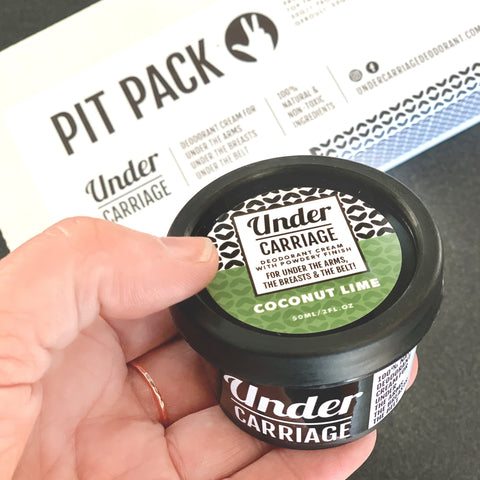 PIT PACK
Under
CARRIAGE
DEODORANT CREAM FOR
UNDER THE ARMS
UNDER THE BREASTS
UNDER THE BELT
100%
NATURAL &
NON-TOXIC
INGREDIENTS
UNDERCARRIAGEDEODORANT.COM
Under
CARRIAGE
DEODORANT CREAM
WITH POWDERY FINISH
FOR UNDER THE ARMS,
THE BREASTS & THE BELT!
COCONUT LIME
50ML/2FL.OZ
Under
CARRIAGE
100%